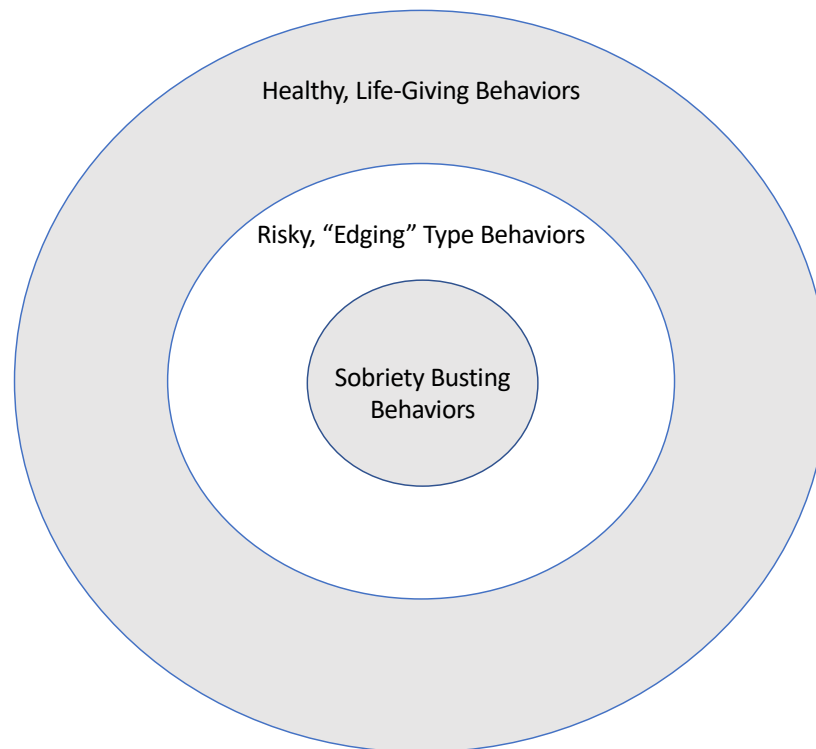 Healthy, Life-Giving Behaviors
Risky, “Edging” Type Behaviors
Sobriety Busting
Behaviors